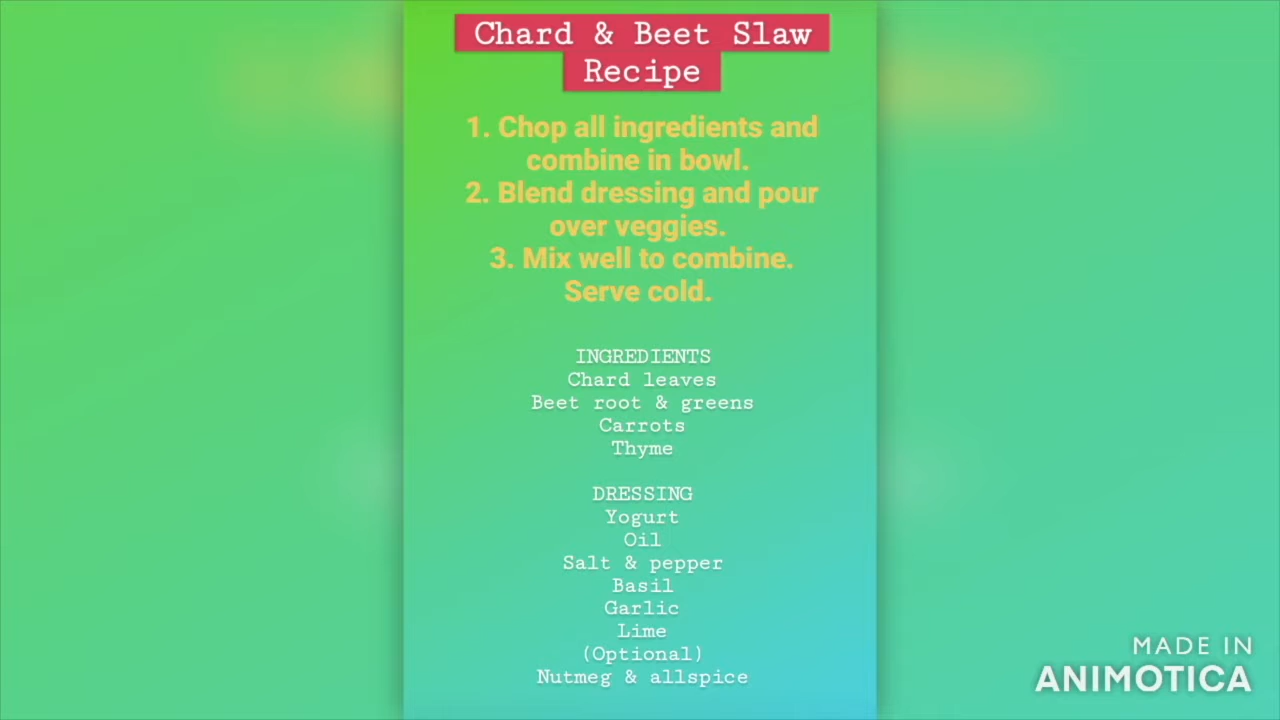 Chard & Beet Slaw
Recipe
1. Chop all ingredients and
combine in bowl.
2. Blend dressing and pour
over veggies.
3. Mix well to combine.
Serve cold.
INGREDIENTS
Chard leaves
Beet root & greens
Carrots
Thyme
DRESSING
Yogurt
Oil
Salt & pepper
Basil
Garlic
Lime
(Optional)
Nutmeg & allspice
MADE IN
ANIMOTICA